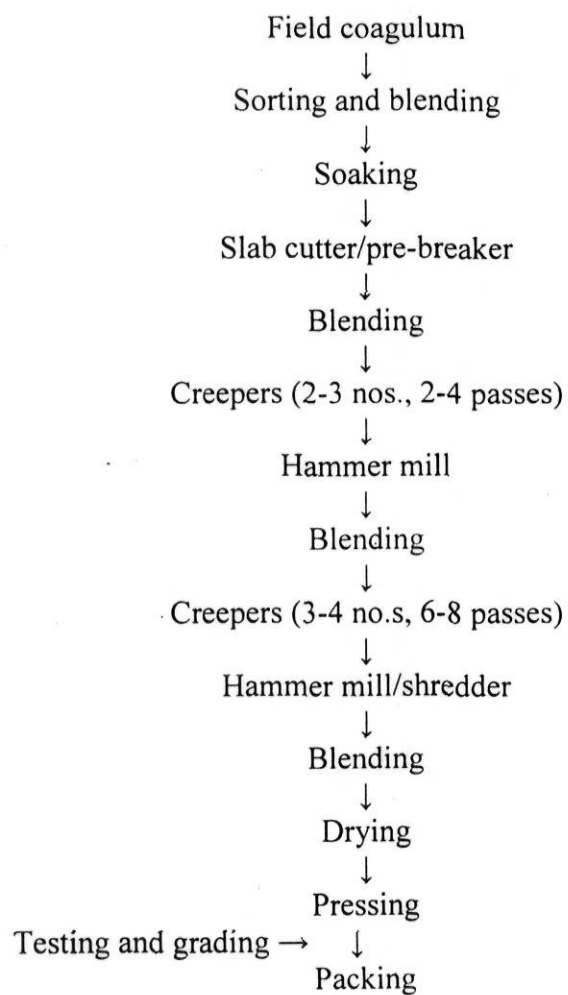 Field coagulum
↓
Sorting and blending
↓
Soaking
↓
Slab cutter/pre-breaker
↓
Blending
↓
Creepers (2-3 nos., 2-4 passes)
↓
Hammer mill
↓
Blending
↓
Creepers (3-4 no.s, 6-8 passes)
↓
Hammer mill/shredder
↓
Blending
↓
Drying
↓
Pressing
Testing and grading → ↓
Packing